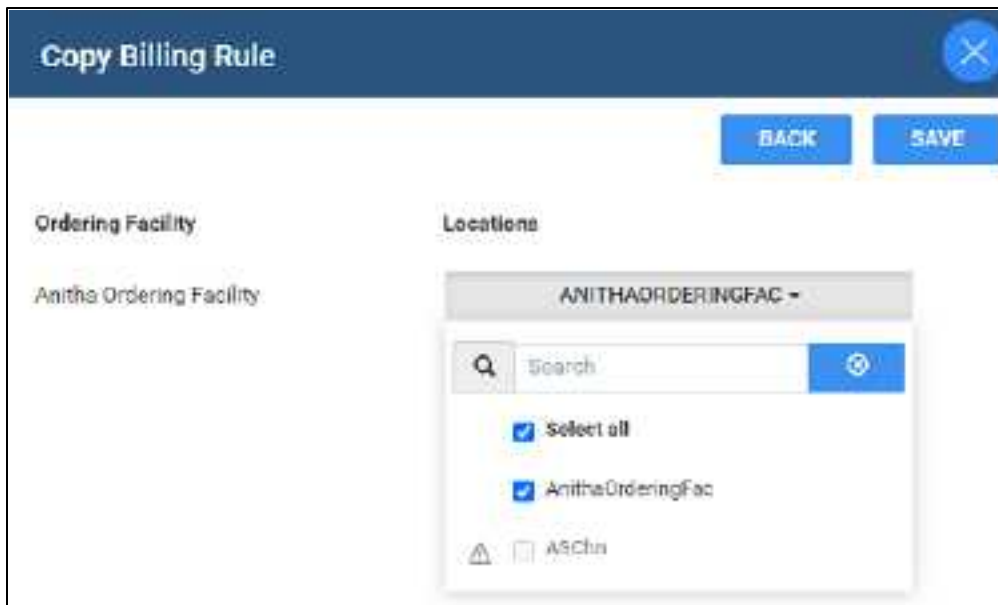 Copy Billing Rule
BACK SAVE
Ordering Facility Locations
Anitha Ordering Facility ANITHAORDERINGFAC
Search
Select all
AnithaOrderingFac
ASChn